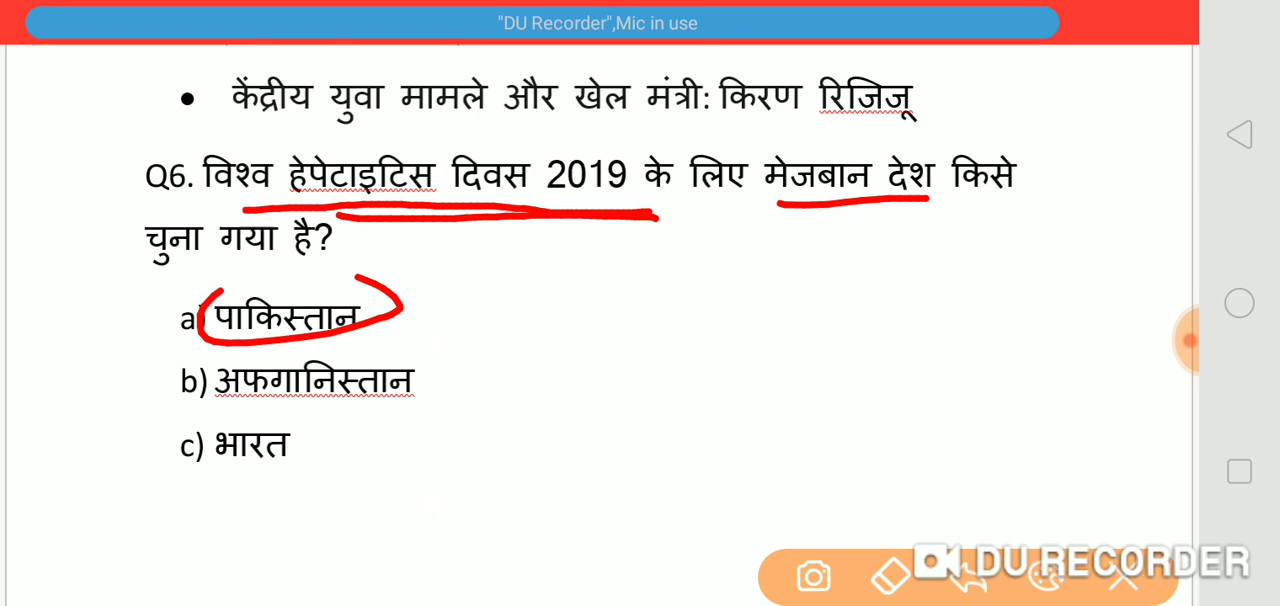 "DU Recorder",Mic in use
• केंद्रीय युवा मामले और खेल मंत्री: किरण रिजिजू
Q6. विश्व हेपेटाइटिस दिवस 2019 के लिए मेजबान देश किसे
चुना गया है?
a) पाकिस्तान
b) अफगानिस्तान
c) भारत
DU RECORDER